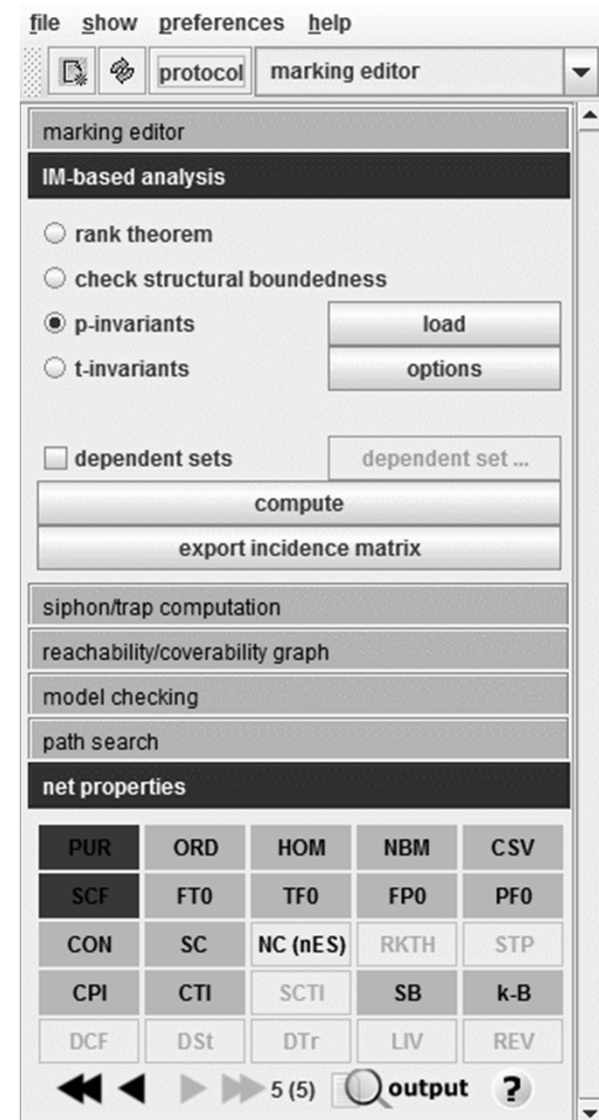 file show preferences help
protocol marking editor
marking editor
IM-based analysis
rank theorem
check structural boundedness
p-invariants load
t-invariants options
dependent sets dependent set ...
compute
export incidence matrix
siphon/trap computation
reachability/coverability graph
model checking
path search
net properties
PUR ORD HOM NBM CSV
SCF FT0 TF0 FP0 PF0
CON SC NC (nES) RKTH STP
CPI CTI SCTI SB k-B
DCF DSt DTr LIV REV
5 (5) output ?